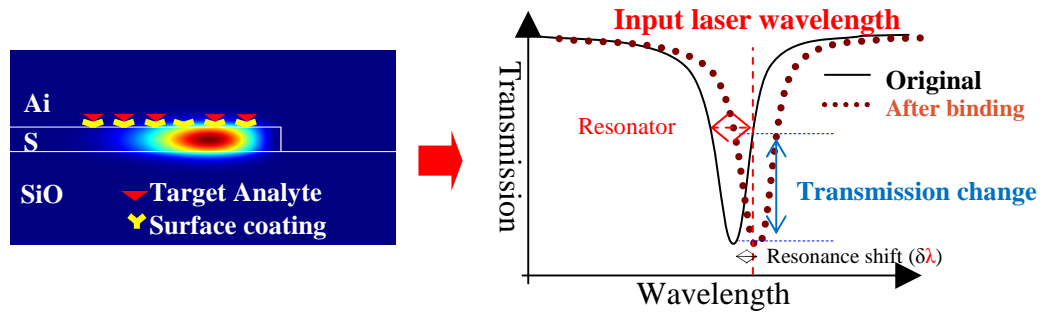 Ai
S
SiO
Target Analyte
Surface coating
Input laser wavelength
Transmission
Original
After binding
Resonator
Transmission change
Resonance shift (δλ)
Wavelength